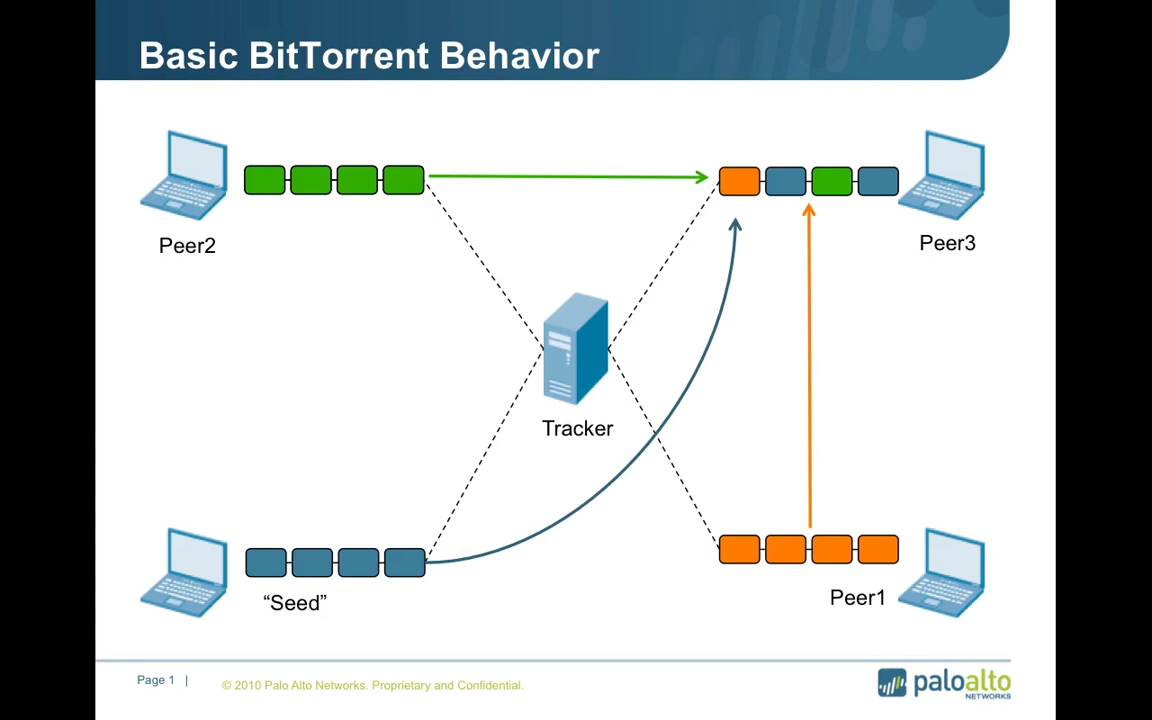 Basic BitTorrent Behavior
Peer2
Peer3
Tracker
“Seed”
Peer1
Page 1 |
© 2010 Palo Alto Networks. Proprietary and Confidential.
paloalto
NETWORKS